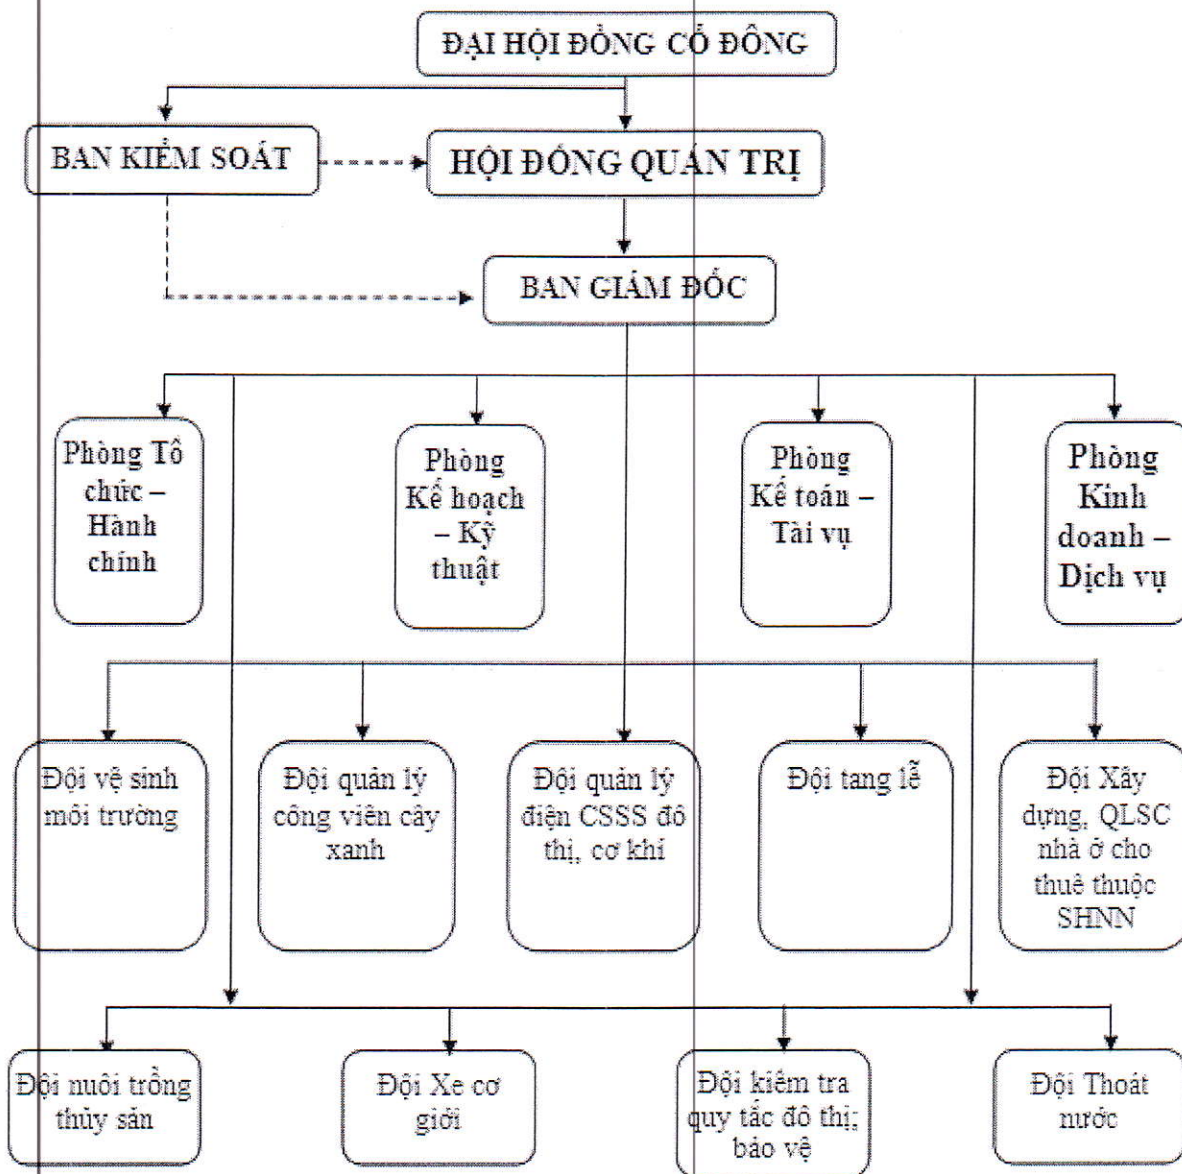 ĐẠI HỘI ĐỒNG CỔ ĐÔNG
BAN KIỂM SOÁT
HỘI ĐỒNG QUẢN TRỊ
BAN GIÁM ĐỐC
Phòng Tổ
chức –
Hành
chính
Phòng
Kế hoạch
– Kỹ
thuật
Phòng
Kế toán –
Tài vụ
Phòng
Kinh
doanh –
Dịch vụ
Đội vệ sinh
môi trường
Đội quản lý
công viên cây
xanh
Đội quản lý
điện CSSS đô
thị, cơ khí
Đội tang lễ
Đội Xây
dựng, QLSC
nhà ở cho
thuê thuộc
SHNN
Đội nuôi trồng
thủy sản
Đội Xe cơ
giới
Đội kiểm tra
quy tắc đô thị;
bảo vệ
Đội Thoát
nước